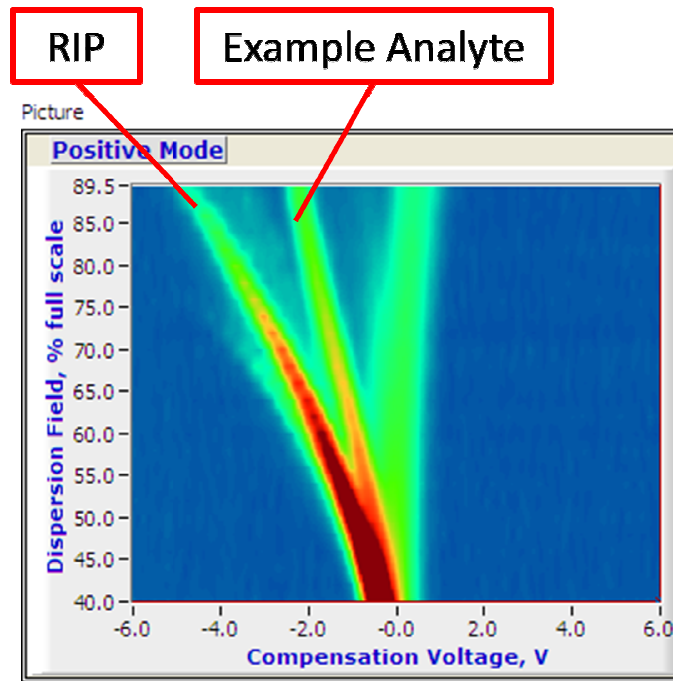 RIP
Example Analyte
Picture
Positive Mode
Dispersion Field, % full scale
89.5
85.0
80.0
75.0
70.0
65.0
60.0
55.0
50.0
45.0
40.0
-6.0 -4.0 -2.0 -0.0 2.0 4.0 6.0
Compensation Voltage, V